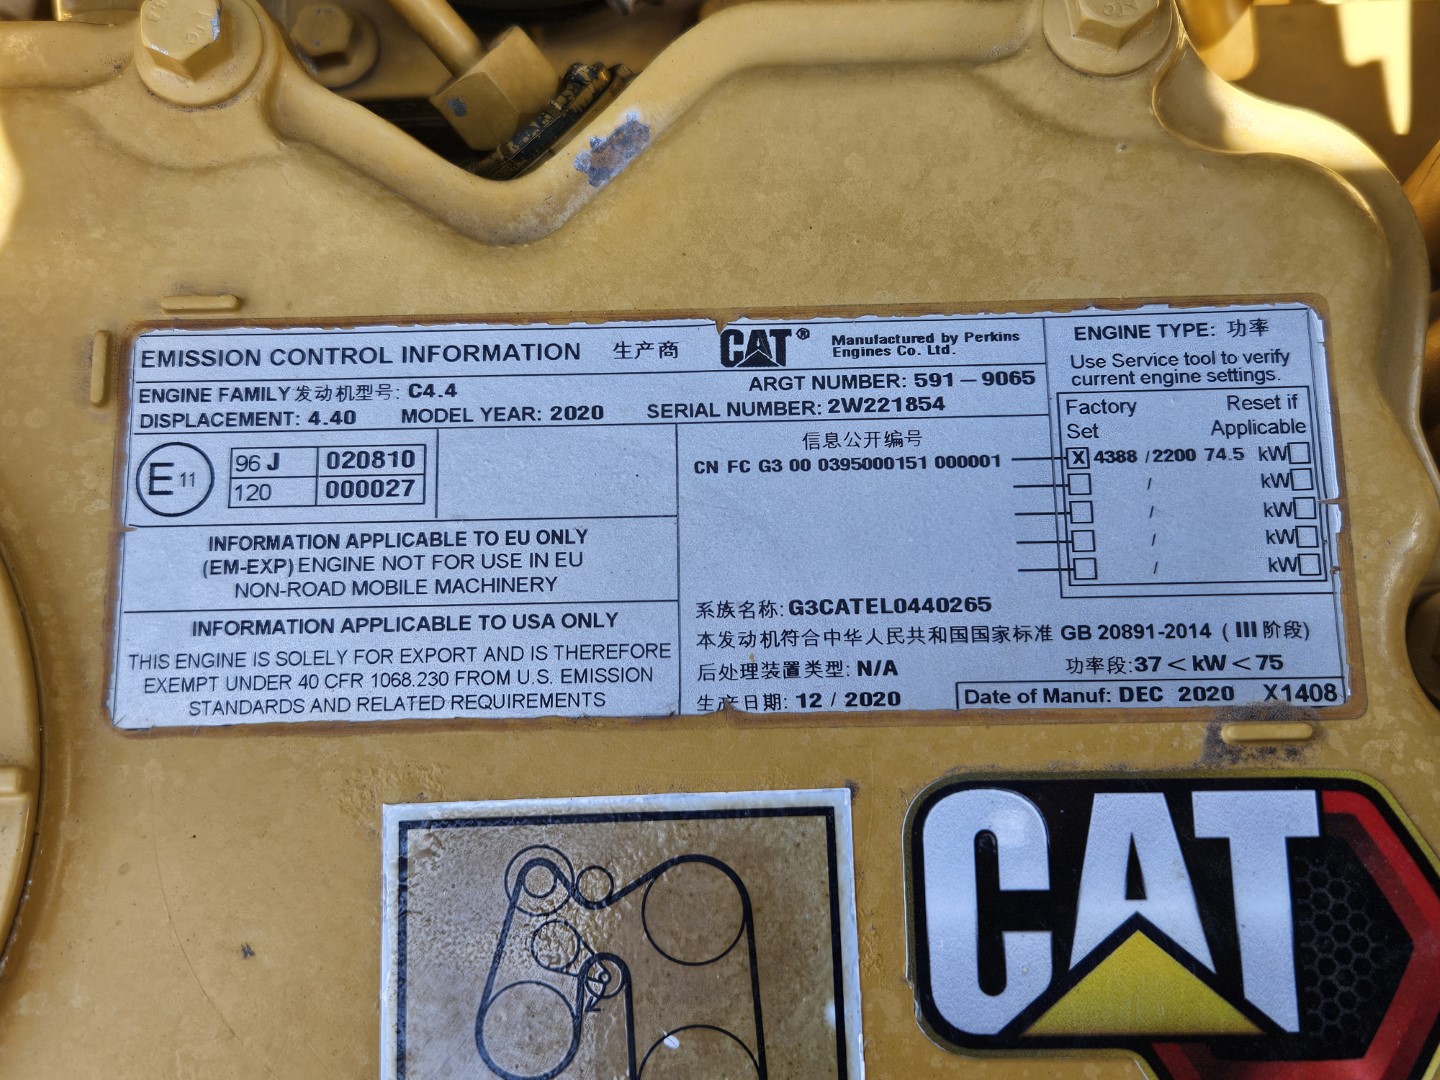 EMISSION CONTROL INFORMATION 生产商 CAT® Manufactured by Perkins
Engines Co. Ltd.
ENGINE FAMILY 发动机型号: C4.4 ARGT NUMBER: 591 – 9065
DISPLACEMENT: 4.40 MODEL YEAR: 2020 SERIAL NUMBER: 2W221854
ENGINE TYPE: 功率
Use Service tool to verify
current engine settings.
Factory Reset if
Set Applicable
X 4388 / 2200 74.5 kW
/ kW
/ kW
/ kW
/ kW
E 11
96 J 020810
120 000027
信息公开编号
CN FC G3 00 0395000151 000001
INFORMATION APPLICABLE TO EU ONLY
(EM-EXP) ENGINE NOT FOR USE IN EU
NON-ROAD MOBILE MACHINERY
INFORMATION APPLICABLE TO USA ONLY
THIS ENGINE IS SOLELY FOR EXPORT AND IS THEREFORE
EXEMPT UNDER 40 CFR 1068.230 FROM U.S. EMISSION
STANDARDS AND RELATED REQUIREMENTS
系族名称: G3CATEL0440265
本发动机符合中华人民共和国国家标准 GB 20891-2014 ( III 阶段)
后处理装置类型: N/A 功率段: 37 < kW < 75
生产日期: 12 / 2020 Date of Manuf: DEC 2020 X1408
CAT